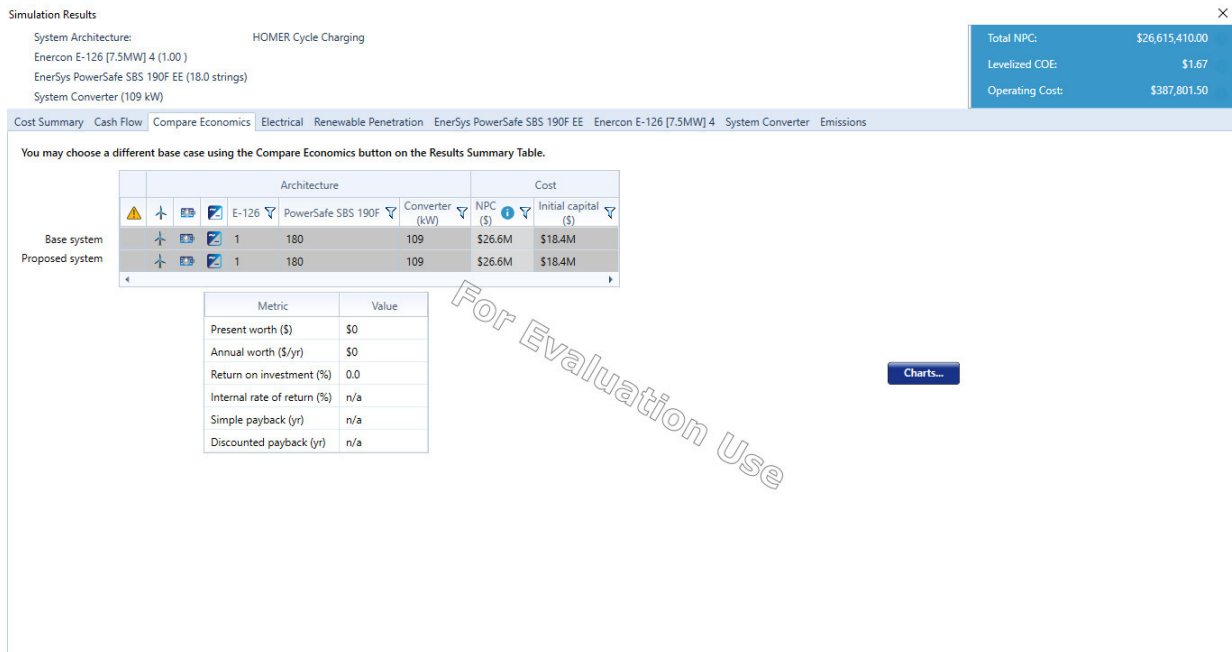 Simulation Results
System Architecture: HOMER Cycle Charging
Enercon E-126 [7.5MW] 4 (1.00 )
EnerSys PowerSafe SBS 190F EE (18.0 strings)
System Converter (109 kW)
Total NPC: $26,615,410.00
Levelized COE: $1.67
Operating Cost: $387,801.50
Cost Summary Cash Flow Compare Economics Electrical Renewable Penetration EnerSys PowerSafe SBS 190F EE Enercon E-126 [7.5MW] 4 System Converter Emissions
You may choose a different base case using the Compare Economics button on the Results Summary Table.
Architecture Cost
E-126 PowerSafe SBS 190F Converter (kW) NPC ($) Initial capital ($)
Base system 1 180 109 $26.6M $18.4M
Proposed system 1 180 109 $26.6M $18.4M
Metric Value
Present worth ($) $0
Annual worth ($/yr) $0
Return on investment (%) 0.0
Internal rate of return (%) n/a
Simple payback (yr) n/a
Discounted payback (yr) n/a
Charts...
For Evaluation Use